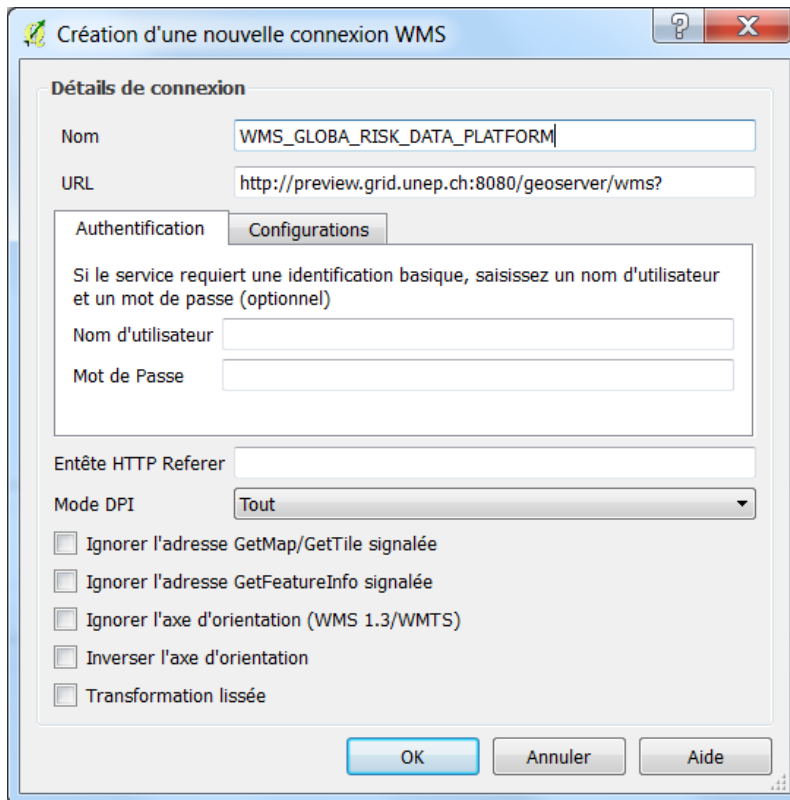 Création d'une nouvelle connexion WMS
Détails de connexion
Nom WMS_GLOBA_RISK_DATA_PLATFORM
URL http://preview.grid.unep.ch:8080/geoserver/wms?
Authentification Configurations
Si le service requiert une identification basique, saisissez un nom d'utilisateur
et un mot de passe (optionnel)
Nom d'utilisateur
Mot de Passe
Entête HTTP Referer
Mode DPI Tout
Ignorer l'adresse GetMap/GetTile signalée
Ignorer l'adresse GetFeatureInfo signalée
Ignorer l'axe d'orientation (WMS 1.3/WMTS)
Inverser l'axe d'orientation
Transformation lissée
OK Annuler Aide